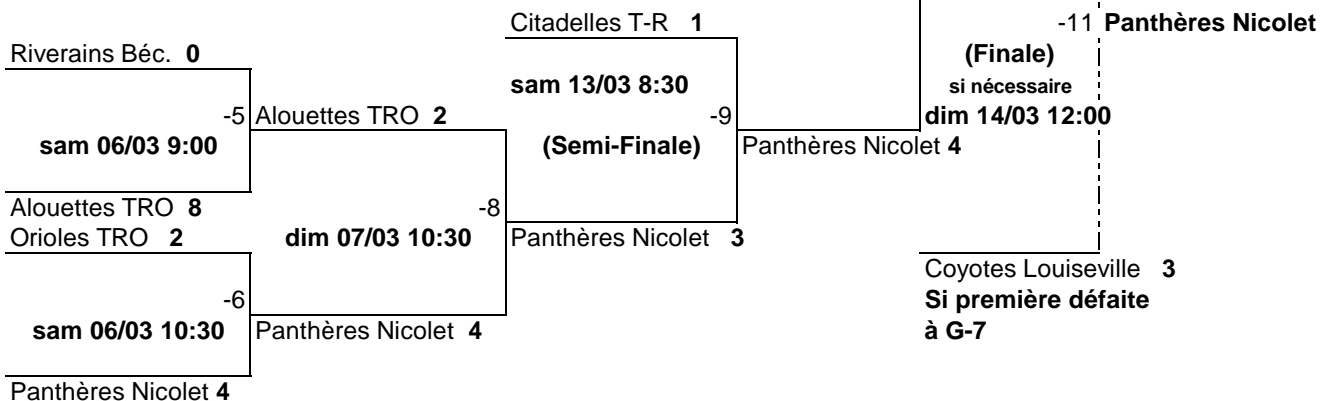 Citadelles T-R 1
-11 Panthères Nicolet
Riverains Béc. 0
(Finale)
sam 13/03 8:30
si nécessaire
-5 Alouettes TRO 2
-9
dim 14/03 12:00
sam 06/03 9:00
(Semi-Finale)
Panthères Nicolet 4
Alouettes TRO 8
-8
Orioles TRO 2
dim 07/03 10:30
Panthères Nicolet 3
Coyotes Louiseville 3
-6
Si première défaite
sam 06/03 10:30
Panthères Nicolet 4
à G-7
Panthères Nicolet 4